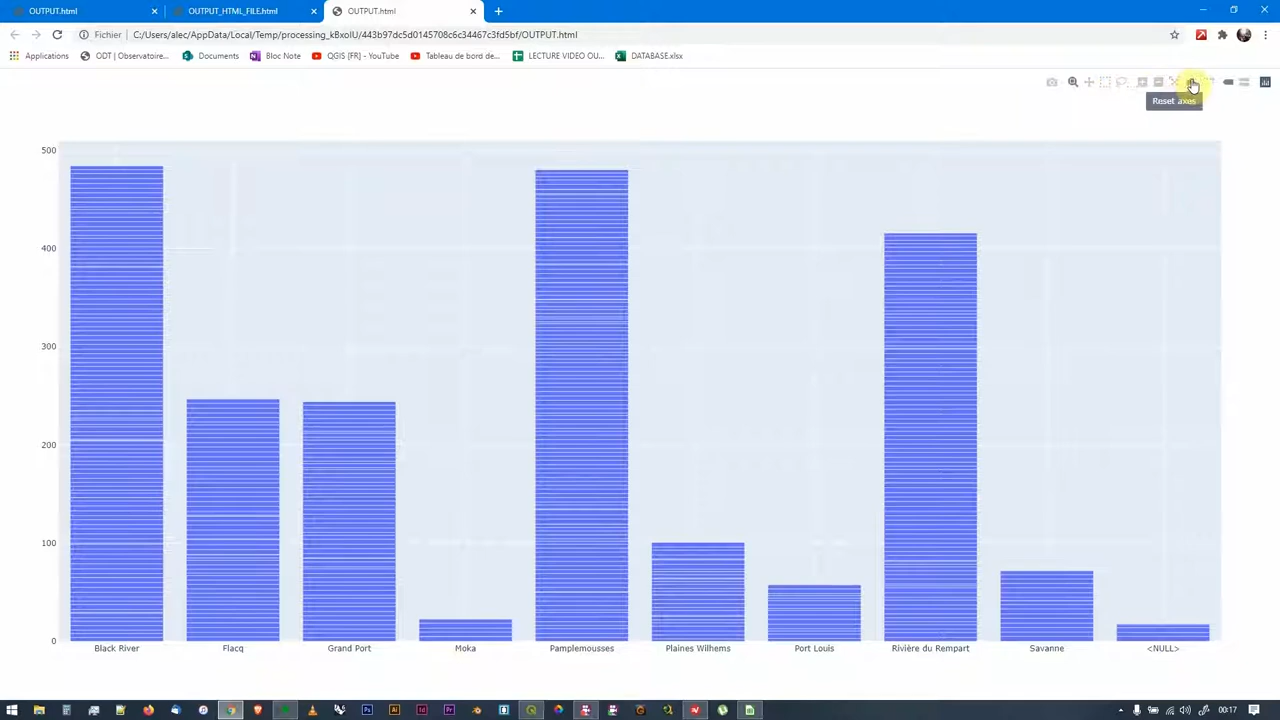 OUTPUT.html
OUTPUT_HTML_FILE.html
OUTPUT.html
Fichier
C:/Users/alec/AppData/Local/Temp/processing_kBxoIU/443b97dc5d0145708c6c34467c3fd5bf/OUTPUT.html
Applications
ODT | Observatoire...
Documents
Bloc Note
QGIS [FR] - YouTube
Tableau de bord de...
LECTURE VIDEO OU...
DATABASE.xlsx
Reset axes
500
400
300
200
100
0
Black River
Flacq
Grand Port
Moka
Pamplemousses
Plaines Wilhems
Port Louis
Rivière du Rempart
Savanne
<NULL>
00:17